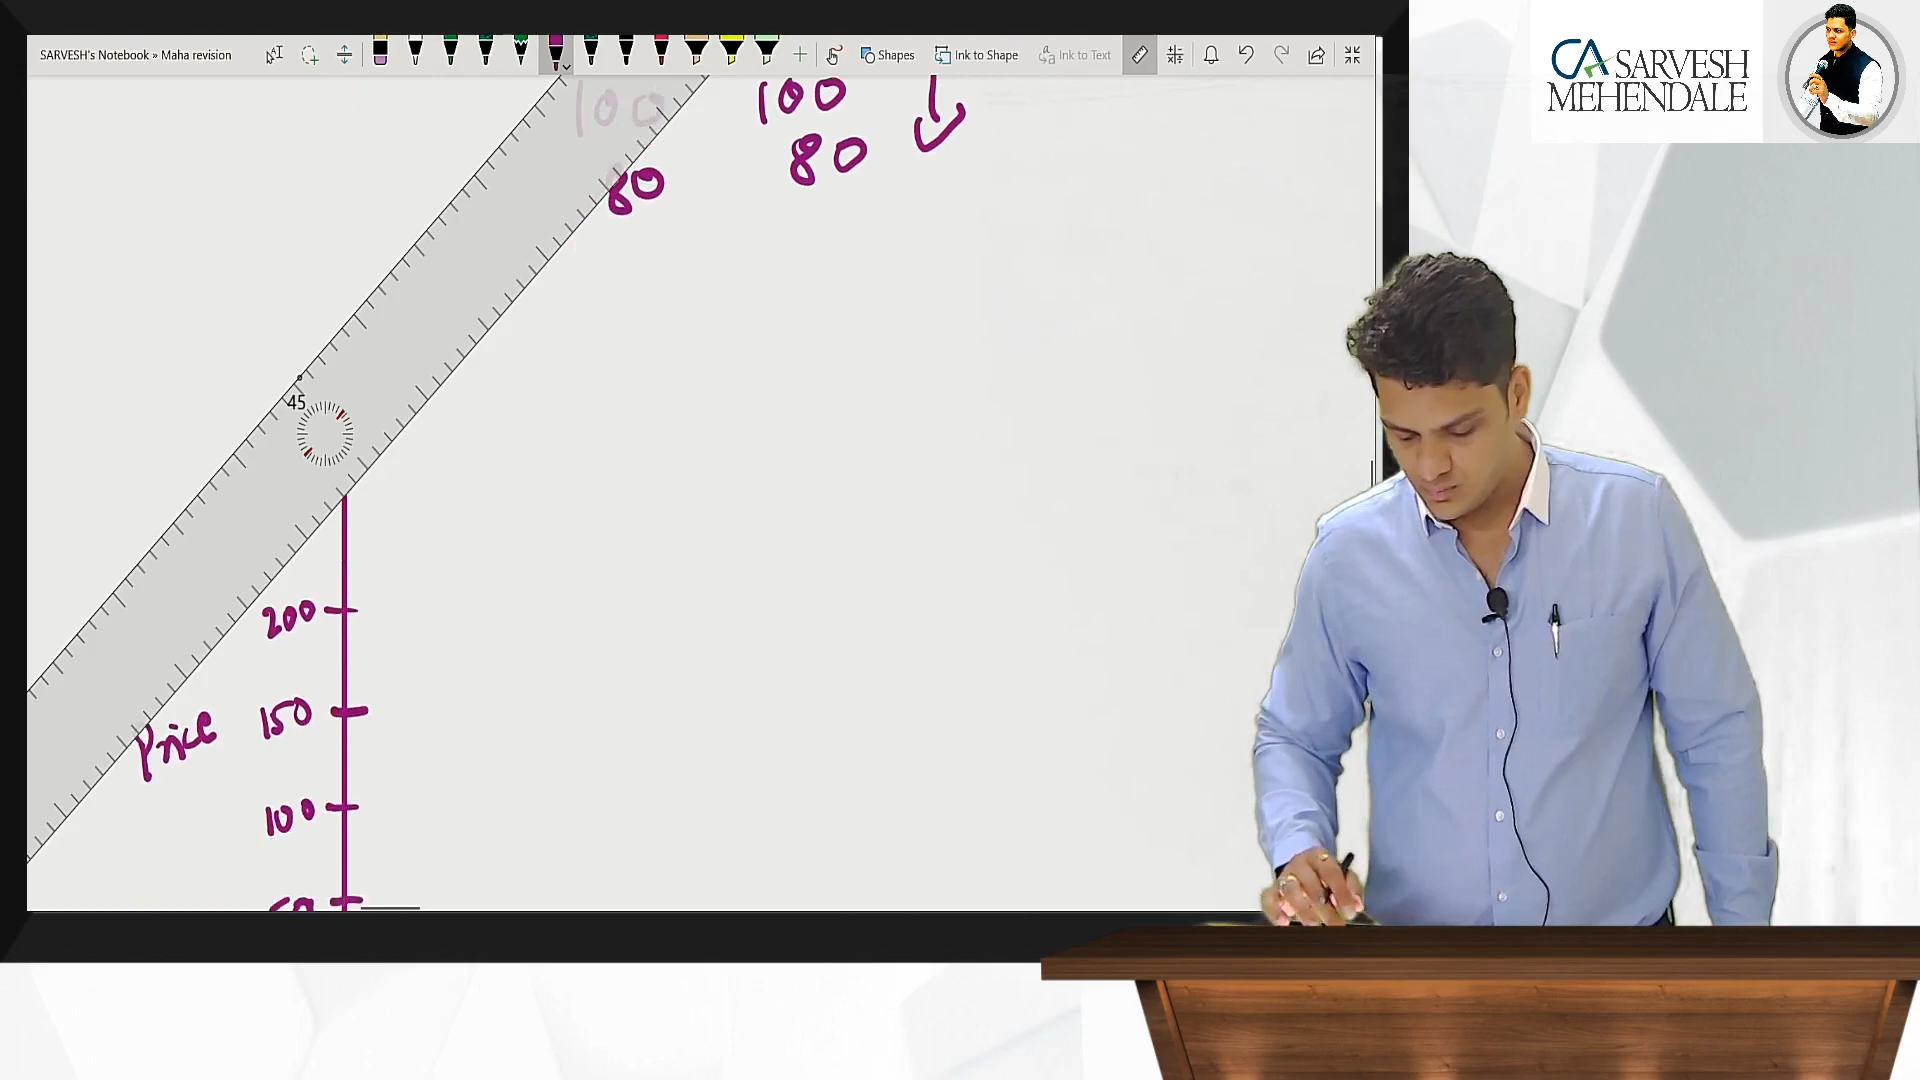 SARVESH's Notebook » Maha revision
Shapes
Ink to Shape
Ink to Text
CA SARVESH
MEHENDALE
100 100
80 80
45
200
Price 150
100
50